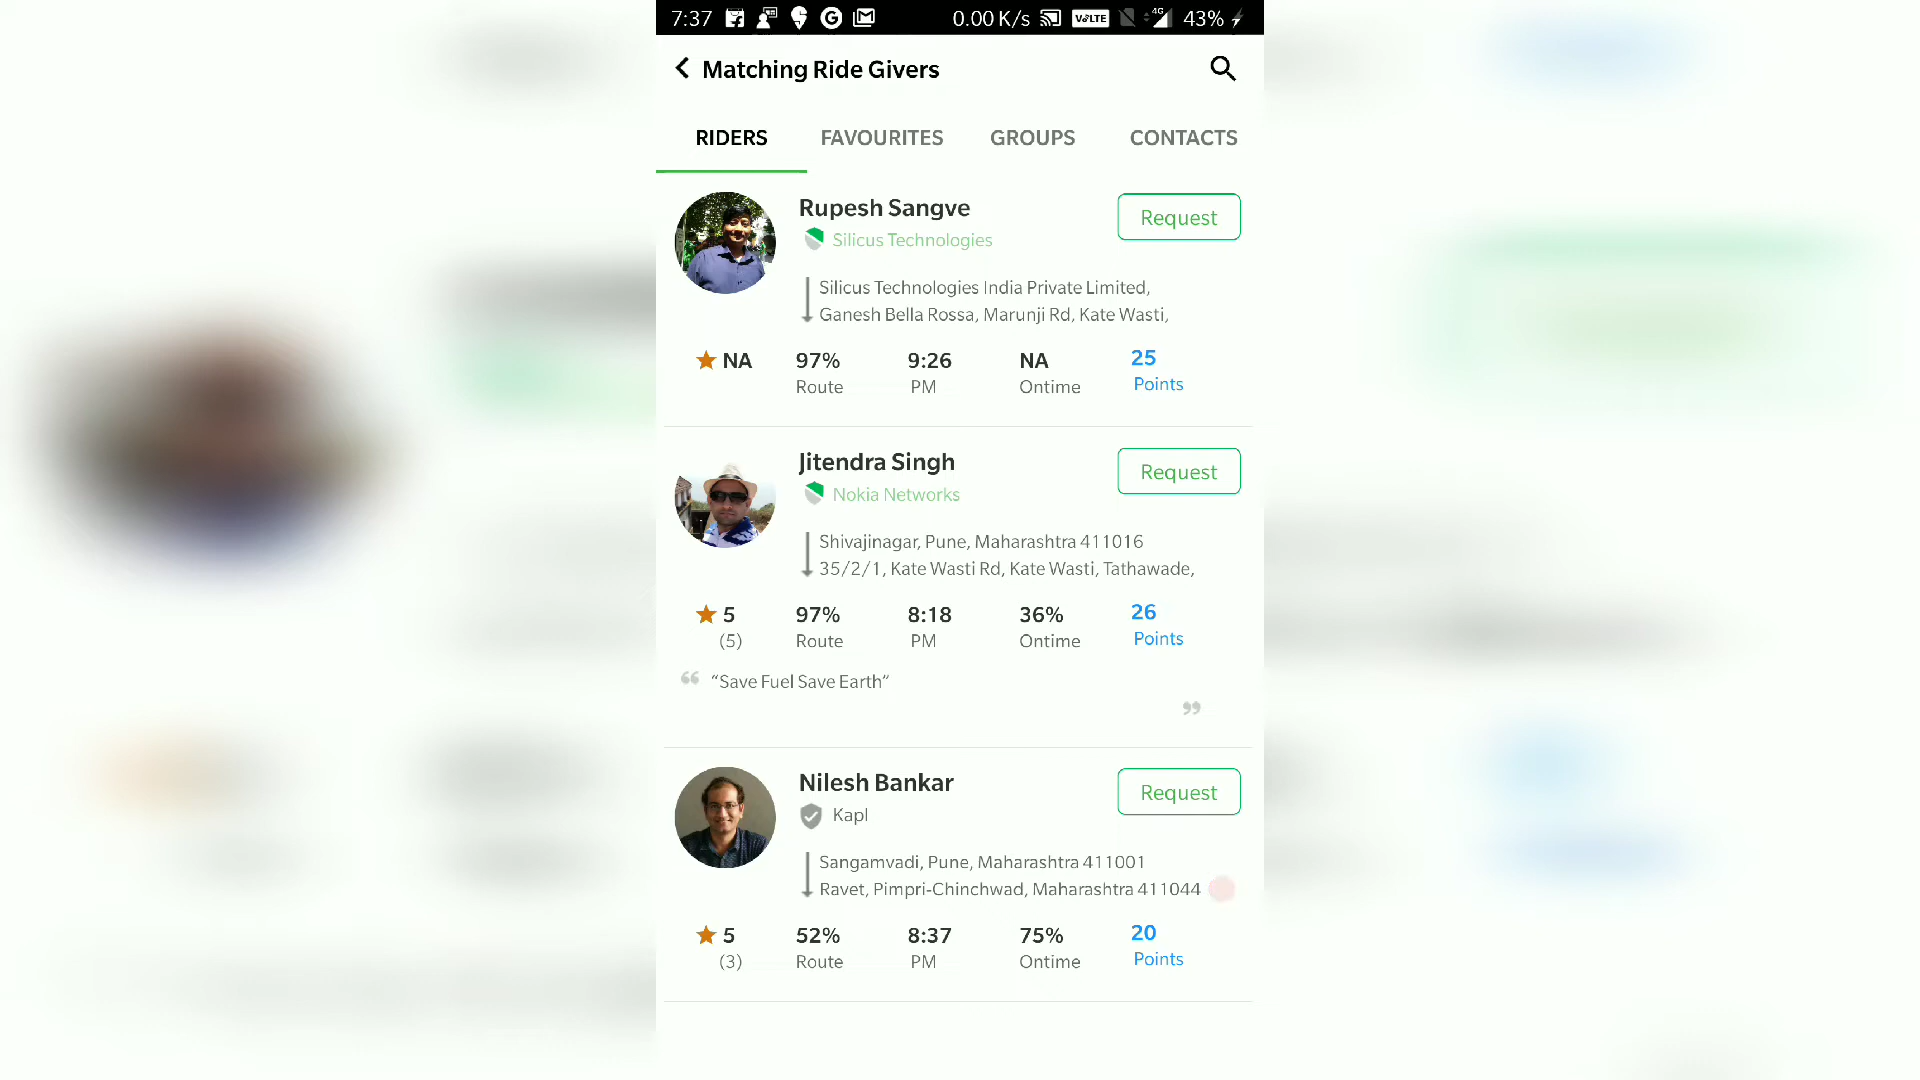 7:37 0.00 K/s VoLTE 4G 43%
Matching Ride Givers
RIDERS FAVOURITES GROUPS CONTACTS
Rupesh Sangve Request
Silicus Technologies
Silicus Technologies India Private Limited,
Ganesh Bella Rossa, Marunji Rd, Kate Wasti,
NA 97% 9:26 NA 25
Route PM Ontime Points
Jitendra Singh Request
Nokia Networks
Shivajinagar, Pune, Maharashtra 411016
35/2/1, Kate Wasti Rd, Kate Wasti, Tathawade,
5 97% 8:18 36% 26
(5) Route PM Ontime Points
“ “Save Fuel Save Earth”
”
Nilesh Bankar Request
Kapl
Sangamvadi, Pune, Maharashtra 411001
Ravet, Pimpri-Chinchwad, Maharashtra 411044
5 52% 8:37 75% 20
(3) Route PM Ontime Points